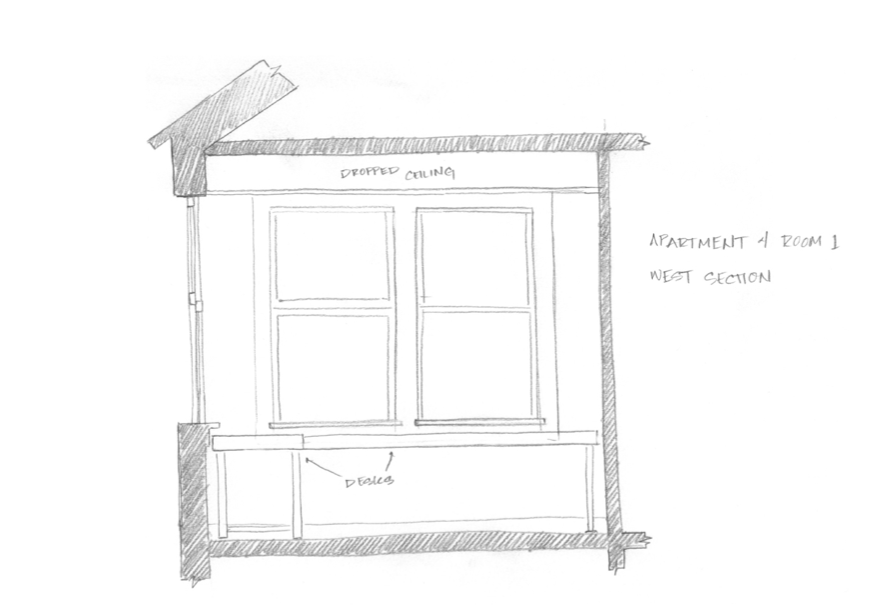 DROPPED CEILING
APARTMENT 4 ROOM 1
WEST SECTION
DESKS